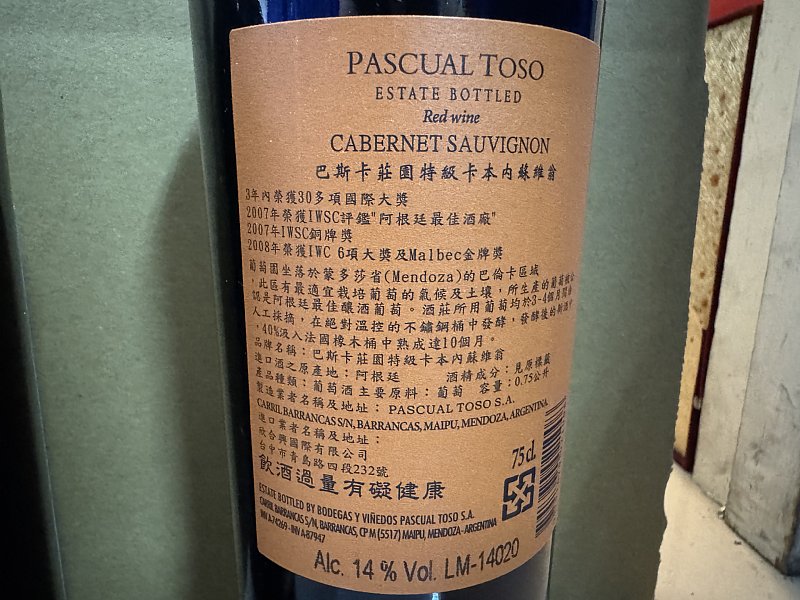 PASCUAL TOSO
ESTATE BOTTLED
Red wine
CABERNET SAUVIGNON
巴斯卡莊園特級卡本內蘇維翁
3年內榮獲30多項國際大獎
2007年榮獲IWSC評鑑"阿根廷最佳酒廠"
2007年IWSC銅牌獎
2008年榮獲IWC 6項大獎及Malbec金牌獎
葡萄園坐落於蒙多莎省(Mendoza)的巴倫卡區域
，此區有最適宜栽培葡萄的氣候及土壤，所生產的葡萄
認是阿根廷最佳釀酒葡萄。酒莊所用葡萄均於3-4個月間
人工採摘，在絕對溫控的不鏽鋼桶中發酵，發酵後的新酒
，40%汲入法國橡木桶中熟成達10個月。
品牌名稱：巴斯卡莊園特級卡本內蘇維翁
進口酒之原產地：阿根廷 酒精成分：見原標籤
產品種類：葡萄酒 主要原料：葡萄 容量：0.75公升
製造業者名稱及地址： PASCUAL TOSO S.A.
CARRIL BARRANCAS S/N, BARRANCAS, MAIPU, MENDOZA, ARGENTINA.
進口業者名稱及地址：
欣合興國際有限公司
台中市青島路四段232號
飲酒過量有礙健康
75 cl.
ESTATE BOTTLED BY BODEGAS Y VIÑEDOS PASCUAL TOSO S.A.
CARRIL BARRANCAS S/N, BARRANCAS, CP M (5517) MAIPU, MENDOZA - ARGENTINA
INV A-74269 - INV A-87947
Alc. 14 % Vol. LM-14020